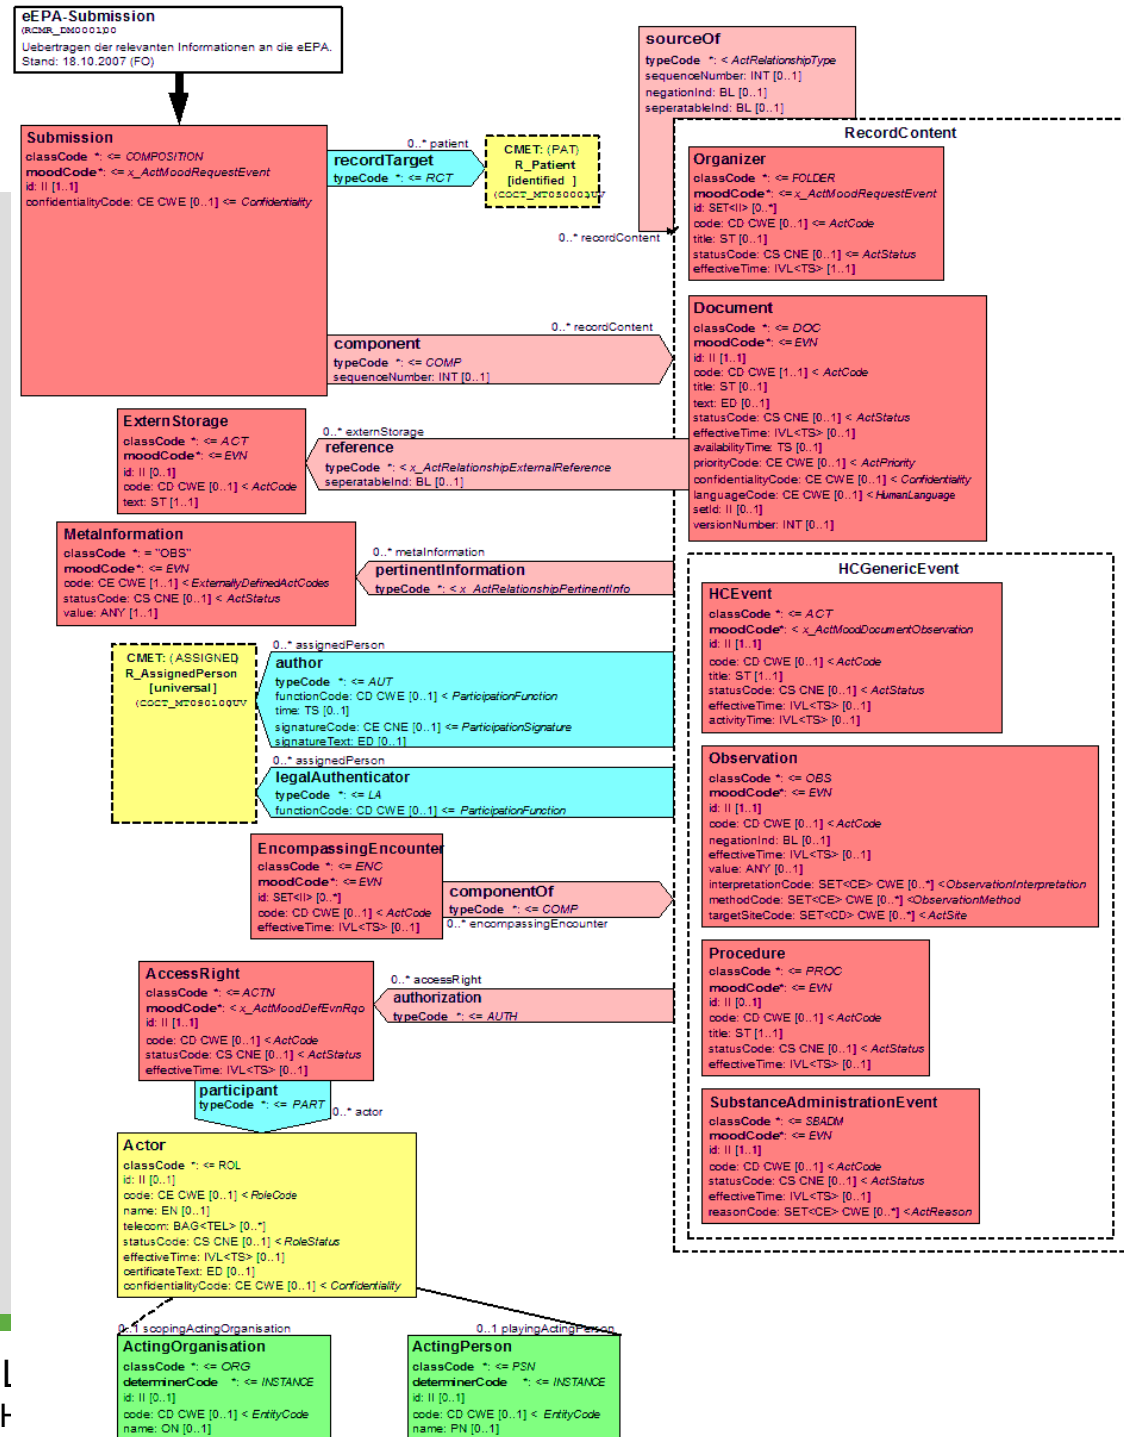 eEPA-Submission
(RCMR_DM000100
Uebertragen der relevanten Informationen an die eEPA.
Stand: 18.10.2007 (FO)
Submission
classCode *: <= COMPOSITION
moodCode*: <= x_ActMoodRequestEvent
id: II [1..1]
confidentialityCode: CE CWE [0..1] <= Confidentiality
0..* patient
recordTarget
typeCode *: <= RCT
CMET: (PAT)
R_Patient
[identified ]
(COCT_MT050002UV
sourceOf
typeCode *: < ActRelationshipType
sequenceNumber: INT [0..1]
negationInd: BL [0..1]
seperatableInd: BL [0..1]
0..* recordContent
RecordContent
Organizer
classCode *: <= FOLDER
moodCode*: <= x_ActMoodRequestEvent
id: SET<II> [0..*]
code: CD CWE [0..1] <= ActCode
title: ST [0..1]
statusCode: CS CNE [0..1] <= ActStatus
effectiveTime: IVL<TS> [1..1]
0..* recordContent
component
typeCode *: <= COMP
sequenceNumber: INT [0..1]
Document
classCode *: <= DOC
moodCode*: <= EVN
id: II [1..1]
code: CD CWE [1..1] < ActCode
title: ST [0..1]
text: ED [0..1]
statusCode: CS CNE [0..1] < ActStatus
effectiveTime: IVL<TS> [0..1]
availabilityTime: TS [0..1]
priorityCode: CE CWE [0..1] < ActPriority
confidentialityCode: CE CWE [0..1] < Confidentiality
languageCode: CE CWE [0..1] < HumanLanguage
setId: II [0..1]
versionNumber: INT [0..1]
ExternStorage
classCode *: <= ACT
moodCode*: <= EVN
id: II [0..1]
code: CD CWE [0..1] < ActCode
text: ST [1..1]
0..* externStorage
reference
typeCode *: < x_ActRelationshipExternalReference
seperatableInd: BL [0..1]
MetaInformation
classCode *: = "OBS"
moodCode*: <= EVN
code: CE CWE [1..1] < ExternallyDefinedActCodes
statusCode: CS CNE [0..1] < ActStatus
value: ANY [1..1]
0..* metaInformation
pertinentInformation
typeCode *: < x_ActRelationshipPertinentInfo
HCGenericEvent
HCEvent
classCode *: <= ACT
moodCode*: < x_ActMoodDocumentObservation
id: II [1..1]
code: CD CWE [0..1] < ActCode
title: ST [1..1]
statusCode: CS CNE [0..1] < ActStatus
effectiveTime: IVL<TS> [0..1]
activityTime: IVL<TS> [0..1]
CMET: (ASSIGNED)
R_AssignedPerson
[universal]
(COCT_MT090100UV
0..* assignedPerson
author
typeCode *: <= AUT
functionCode: CD CWE [0..1] < ParticipationFunction
time: TS [0..1]
signatureCode: CE CNE [0..1] <= ParticipationSignature
signatureText: ED [0..1]
0..* assignedPerson
legalAuthenticator
typeCode *: <= LA
functionCode: CD CWE [0..1] <= ParticipationFunction
Observation
classCode *: <= OBS
moodCode*: <= EVN
id: II [1..1]
code: CD CWE [0..1] < ActCode
negationInd: BL [0..1]
effectiveTime: IVL<TS> [0..1]
value: ANY [0..1]
interpretationCode: SET<CE> CWE [0..*] < ObservationInterpretation
methodCode: SET<CE> CWE [0..*] < ObservationMethod
targetSiteCode: SET<CD> CWE [0..*] < ActSite
EncompassingEncounter
classCode *: <= ENC
moodCode*: <= EVN
id: SET<II> [0..*]
code: CD CWE [0..1] < ActCode
effectiveTime: IVL<TS> [0..1]
componentOf
typeCode *: <= COMP
0..* encompassingEncounter
Procedure
classCode *: <= PROC
moodCode*: <= EVN
id: II [0..1]
code: CD CWE [0..1] < ActCode
title: ST [1..1]
statusCode: CS CNE [0..1] < ActStatus
effectiveTime: IVL<TS> [0..1]
AccessRight
classCode *: <= ACTN
moodCode*: < x_ActMoodDefEvnRqo
id: II [1..1]
code: CD CWE [0..1] < ActCode
statusCode: CS CNE [0..1] < ActStatus
effectiveTime: IVL<TS> [0..1]
0..* accessRight
authorization
typeCode *: <= AUTH
participant
typeCode *: <= PART
0..* actor
SubstanceAdministrationEvent
classCode *: <= SBADM
moodCode*: <= EVN
id: II [1..1]
code: CD CWE [0..1] < ActCode
statusCode: CS CNE [0..1] < ActStatus
effectiveTime: IVL<TS> [0..1]
reasonCode: SET<CE> CWE [0..*] < ActReason
Actor
classCode *: <= ROL
id: II [0..1]
code: CE CWE [0..1] < RoleCode
name: EN [0..1]
telecom: BAG<TEL> [0..*]
statusCode: CS CNE [0..1] < RoleStatus
effectiveTime: IVL<TS> [0..1]
certificateText: ED [0..1]
confidentialityCode: CE CWE [0..1] < Confidentiality
0..1 scopingActingOrganisation
0..1 playingActingPerson
ActingOrganisation
classCode *: <= ORG
determinerCode *: <= INSTANCE
id: II [0..1]
code: CD CWE [0..1] < EntityCode
name: ON [0..1]
ActingPerson
classCode *: <= PSN
determinerCode *: <= INSTANCE
id: II [0..1]
code: CD CWE [0..1] < EntityCode
name: PN [0..1]